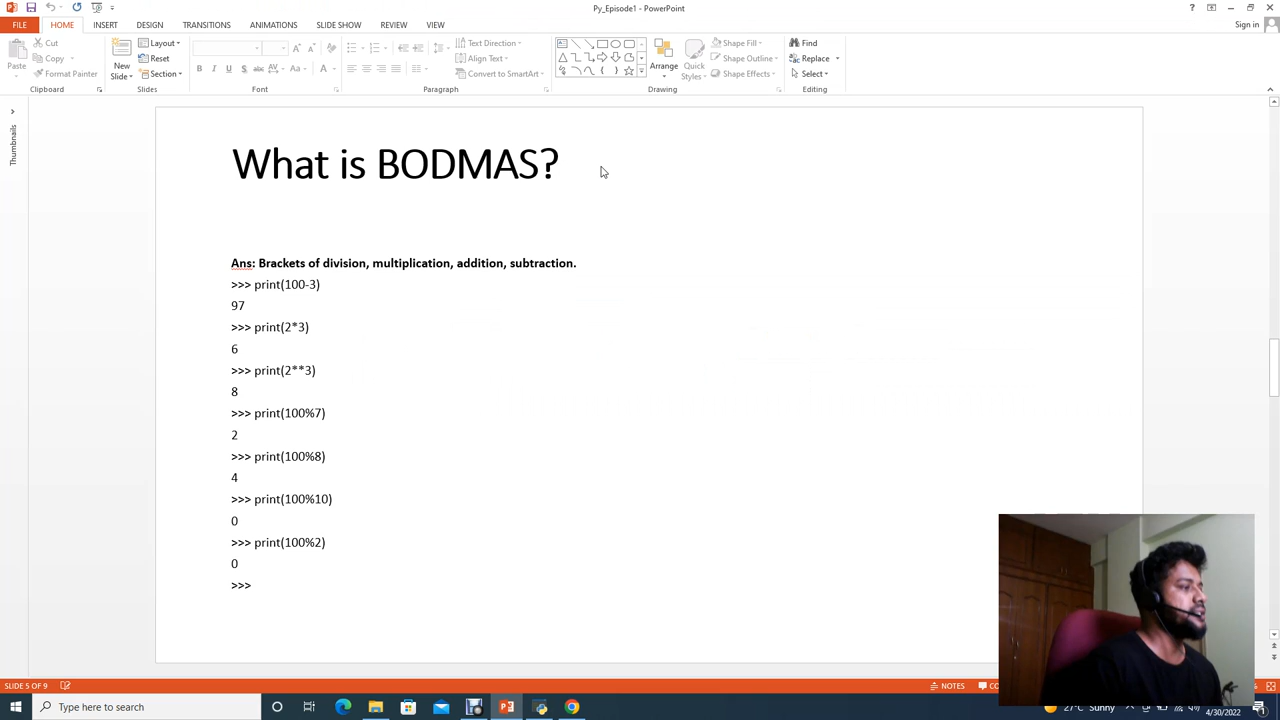 Py_Episode1 - PowerPoint
?
FILE HOME INSERT DESIGN TRANSITIONS ANIMATIONS SLIDE SHOW REVIEW VIEW
Sign in
Paste
Cut
Copy
Format Painter
Clipboard
New Slide
Layout
Reset
Section
Slides
B I U S abc AV Aa A
Font
Text Direction
Align Text
Convert to SmartArt
Paragraph
Arrange
Quick Styles
Shape Fill
Shape Outline
Shape Effects
Drawing
Find
Replace
Select
Editing
Thumbnails
What is BODMAS?
Ans: Brackets of division, multiplication, addition, subtraction.
>>> print(100-3)
97
>>> print(2*3)
6
>>> print(2**3)
8
>>> print(100%7)
2
>>> print(100%8)
4
>>> print(100%10)
0
>>> print(100%2)
0
>>>
SLIDE 5 OF 9
NOTES
Type here to search
27°C Sunny
4/30/2022